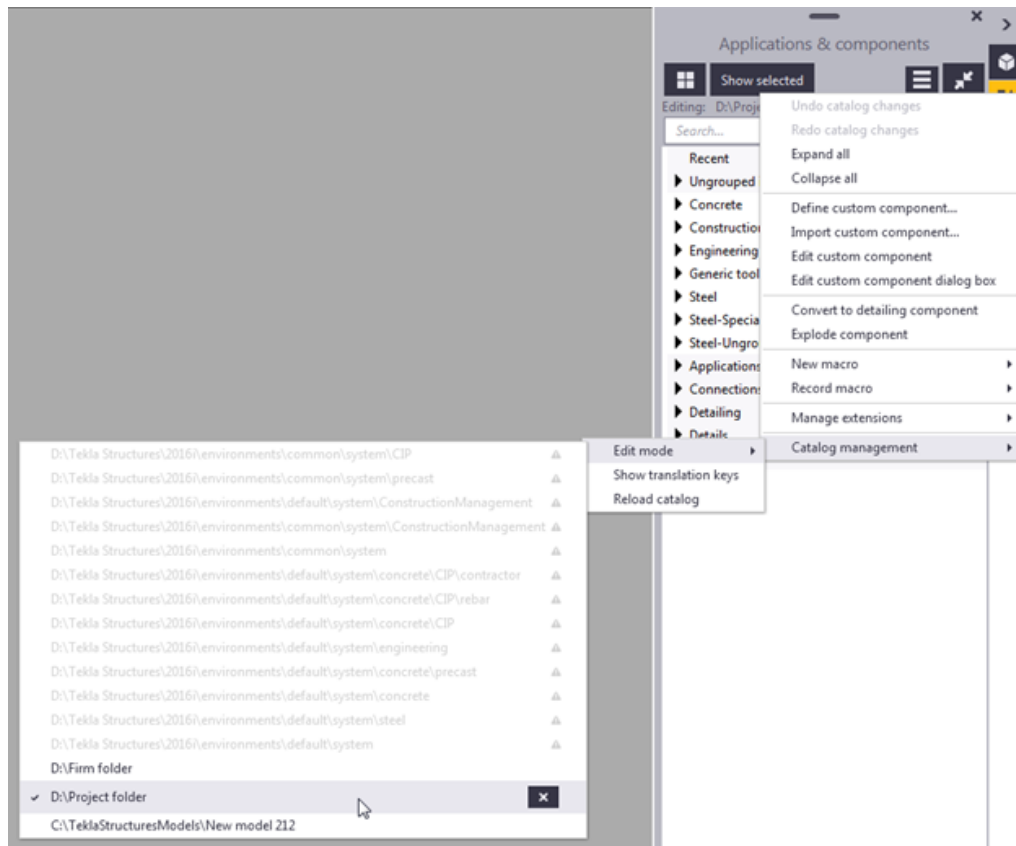 Applications & components
Show selected
Editing: D:\Proje
Search...
Recent
Ungrouped
Concrete
Construction
Engineering
Generic tool
Steel
Steel-Specia
Steel-Ungro
Applications
Connections
Detailing
Details
Undo catalog changes
Redo catalog changes
Expand all
Collapse all
Define custom component...
Import custom component...
Edit custom component
Edit custom component dialog box
Convert to detailing component
Explode component
New macro
Record macro
Manage extensions
Catalog management
Edit mode
Show translation keys
Reload catalog
D:\Tekla Structures\2016i\environments\common\system\CIP
D:\Tekla Structures\2016i\environments\common\system\precast
D:\Tekla Structures\2016i\environments\default\system\ConstructionManagement
D:\Tekla Structures\2016i\environments\common\system\ConstructionManagement
D:\Tekla Structures\2016i\environments\common\system
D:\Tekla Structures\2016i\environments\default\system\concrete\CIP\contractor
D:\Tekla Structures\2016i\environments\default\system\concrete\CIP\rebar
D:\Tekla Structures\2016i\environments\default\system\concrete\CIP
D:\Tekla Structures\2016i\environments\default\system\engineering
D:\Tekla Structures\2016i\environments\default\system\concrete\precast
D:\Tekla Structures\2016i\environments\default\system\concrete
D:\Tekla Structures\2016i\environments\default\system\steel
D:\Tekla Structures\2016i\environments\default\system
D:\Firm folder
D:\Project folder
C:\TeklaStructuresModels\New model 212